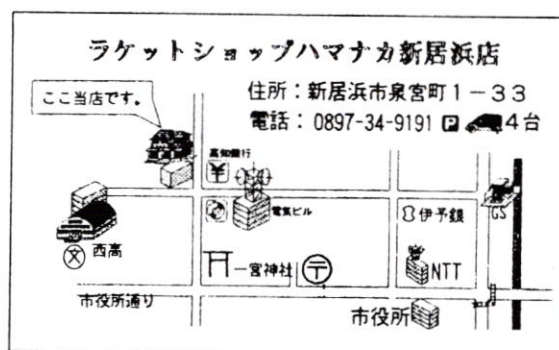 ラケットショップハマナカ新居浜店
住所：新居浜市泉宮町1－33
電話：0897-34-9191 P 4台
ここ当店です。
高知銀行
¥
電気ビル
伊予銀
GS
文
西高
一宮神社
〒
NTT
市役所通り
市役所